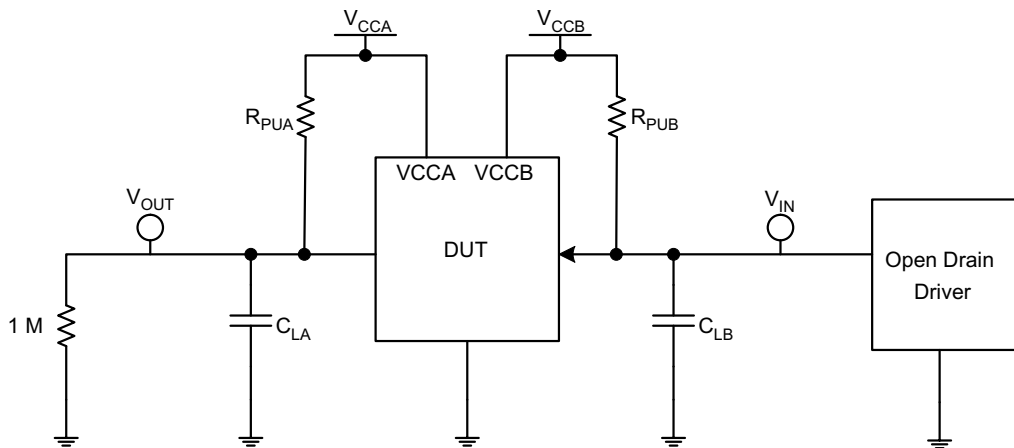 V_CCA
V_CCB
R_PUA
R_PUB
VCCA VCCB
V_OUT
V_IN
DUT
Open Drain
Driver
1 M
C_LA
C_LB